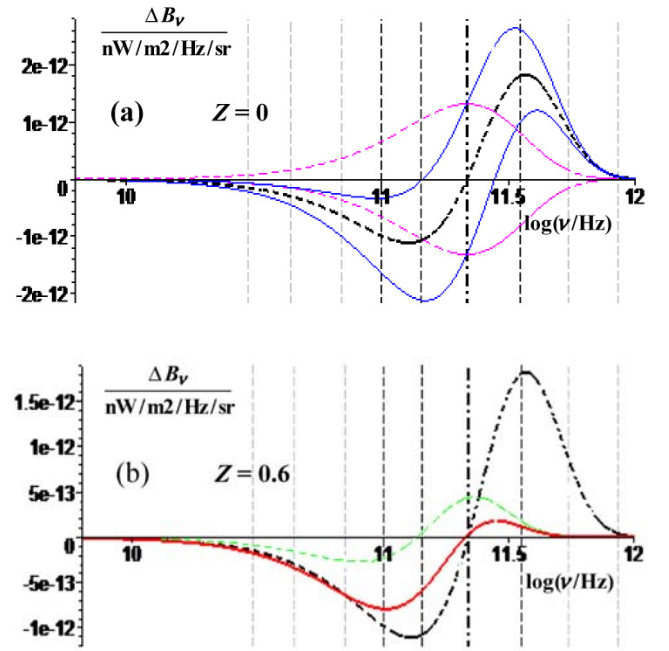 ΔBν
nW/m2/Hz/sr
2e-12
(a) Z = 0
1e-12
0 10 11 11.5 12
log(ν/Hz)
-1e-12
-2e-12
ΔBν
nW/m2/Hz/sr
1.5e-12
1e-12
(b) Z = 0.6
5e-13
0 10 11 11.5 12
log(ν/Hz)
-5e-13
-1e-12